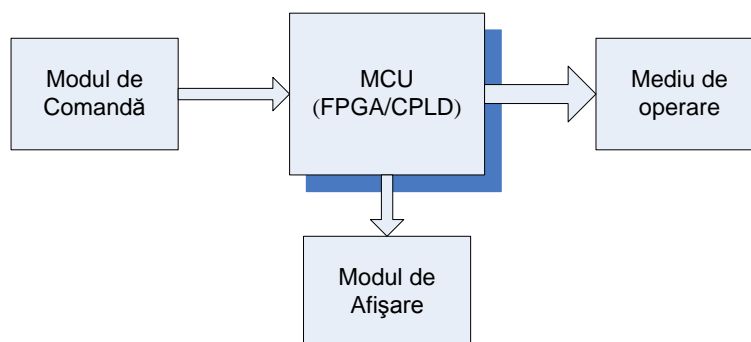 Modul de
Comandă
MCU
(FPGA/CPLD)
Mediu de
operare
Modul de
Afişare